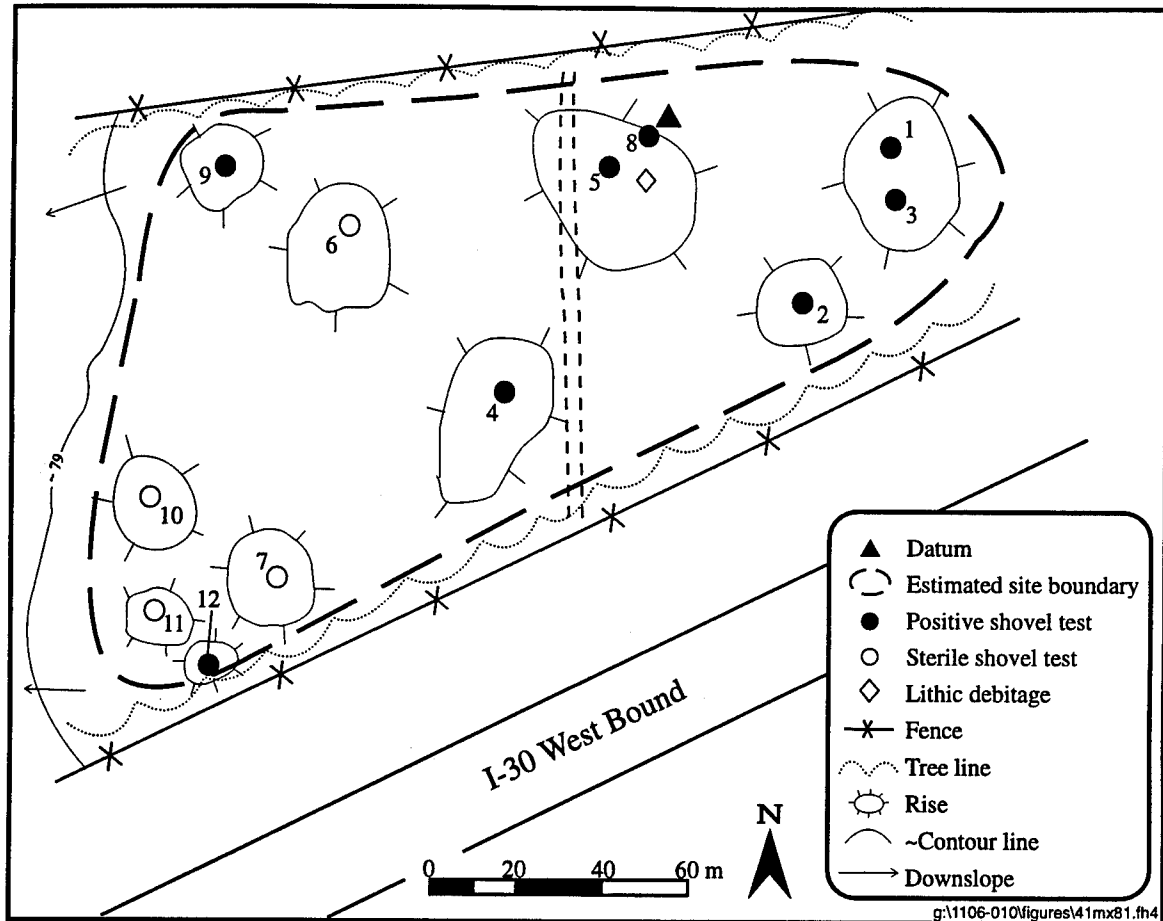 1
8
5
9
3
6
2
4
~79
10
7
12
11
I-30 West Bound
N
0 20 40 60 m
Datum
Estimated site boundary
Positive shovel test
Sterile shovel test
Lithic debitage
Fence
Tree line
Rise
~Contour line
Downslope
g:\1106-010\figures\41mx81.fh4